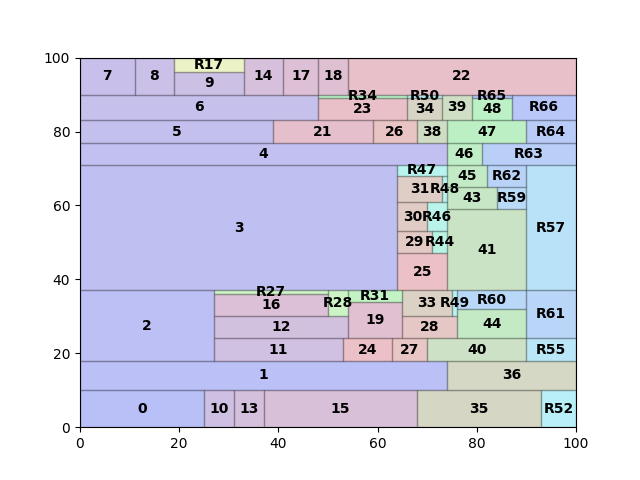 100
7 8 R17 9 14 17 18 22
R34 R50 R65
6 23 34 39 48 R66
80
5 21 26 38 47 R64
4 46 R63
R47 45 R62
31 R48 43 R59
60
3 30 R46 R57
29 R44 41
25
40
R27 R28 R31 33 R49 R60
2 16 19 R61
12 28 44
11 24 27 40 R55
20
1 36
0 10 13 15 35 R52
0
0 20 40 60 80 100